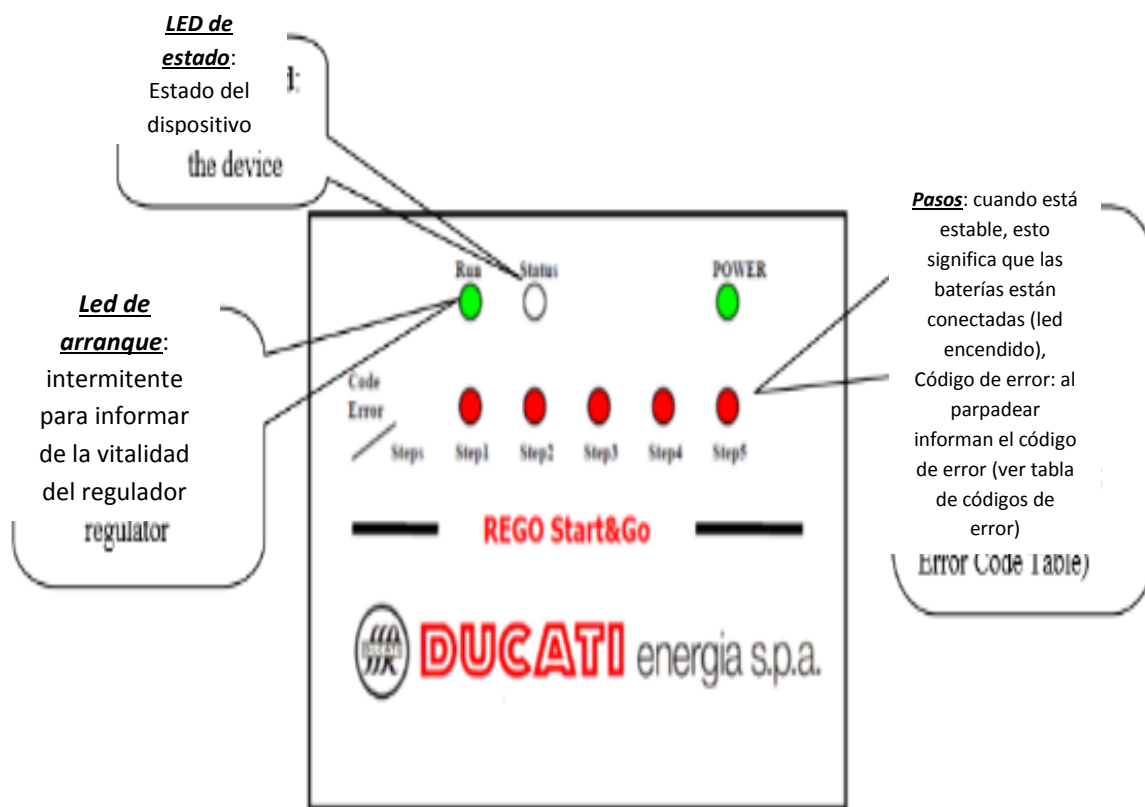 LED de
estado:
Estado del
dispositivo
the device
Run Status POWER
Code
Error
Steps Step1 Step2 Step3 Step4 Step5
REGO Start&Go
DUCATI energia s.p.a.
Led de
arranque:
intermitente
para informar
de la vitalidad
del regulador
regulator
Pasos: cuando está
estable, esto
significa que las
baterías están
conectadas (led
encendido),
Código de error: al
parpadear
informan el código
de error (ver tabla
de códigos de
error)
Error Code Table)